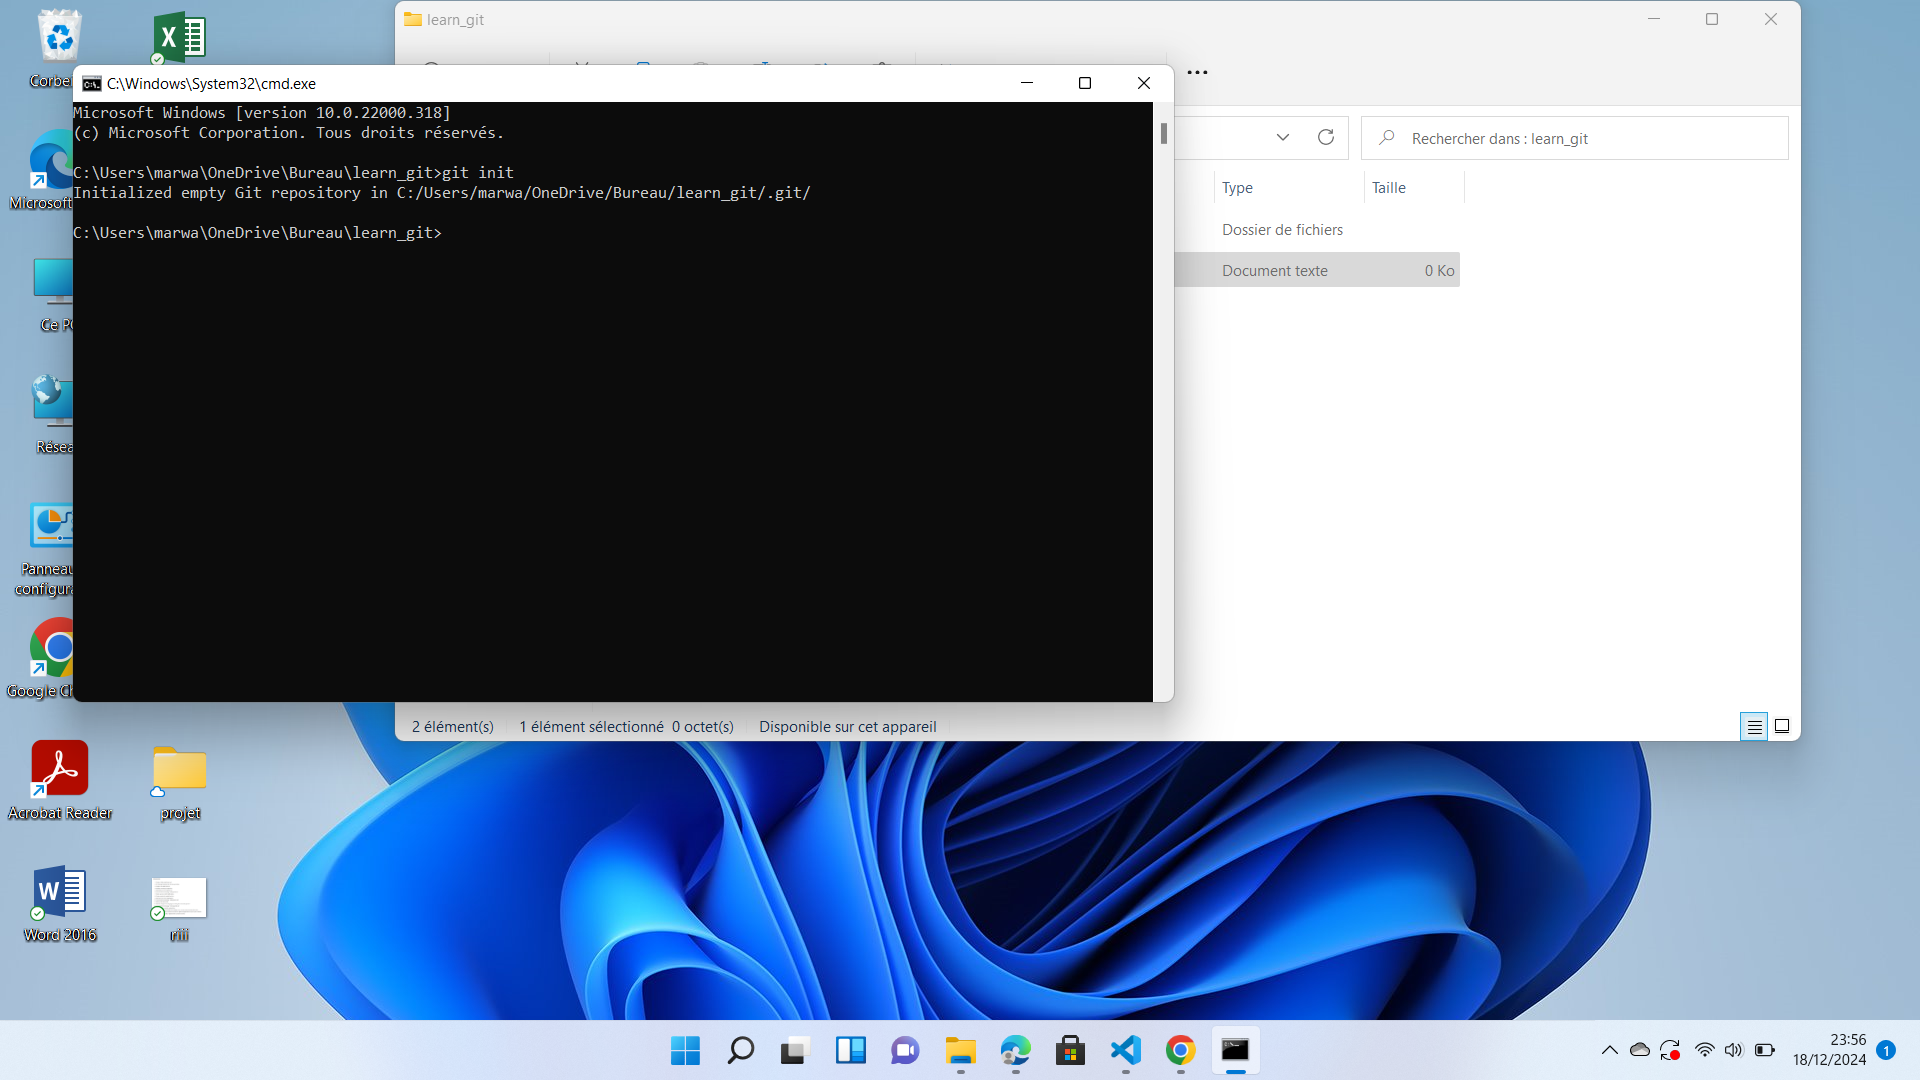 learn_git
Corbe
C:\Windows\System32\cmd.exe
Microsoft Windows [version 10.0.22000.318]
(c) Microsoft Corporation. Tous droits réservés.
C:\Users\marwa\OneDrive\Bureau\learn_git>git init
Initialized empty Git repository in C:/Users/marwa/OneDrive/Bureau/learn_git/.git/
C:\Users\marwa\OneDrive\Bureau\learn_git>
Rechercher dans : learn_git
Type Taille
Dossier de fichiers
Document texte 0 Ko
2 élément(s) 1 élément sélectionné 0 octet(s) Disponible sur cet appareil
Microsoft
Ce PC
Résea
Panneau
configura
Google Ch
Acrobat Reader
projet
Word 2016
riii
23:56
18/12/2024
1